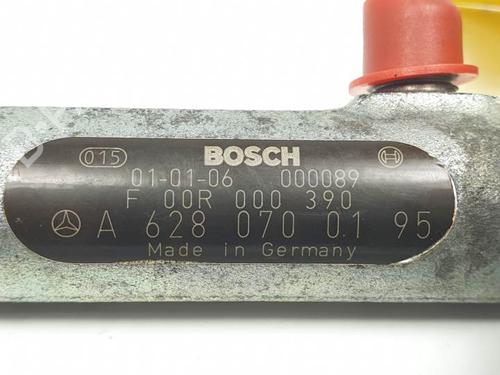 015 BOSCH
01-01-06 000089
F 00R 000 390
A 628 070 01 95
Made in Germany